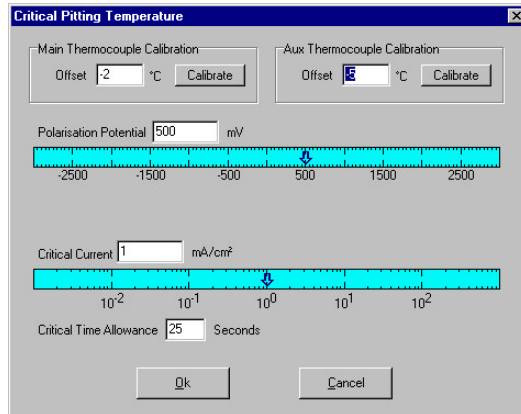 Critical Pitting Temperature
Main Thermocouple Calibration
Offset -2 °C Calibrate
Aux Thermocouple Calibration
Offset -5 °C Calibrate
Polarisation Potential 500 mV
-2500 -1500 -500 500 1500 2500
Critical Current 1 mA/cm²
10⁻² 10⁻¹ 10⁰ 10¹ 10²
Critical Time Allowance 25 Seconds
Ok Cancel